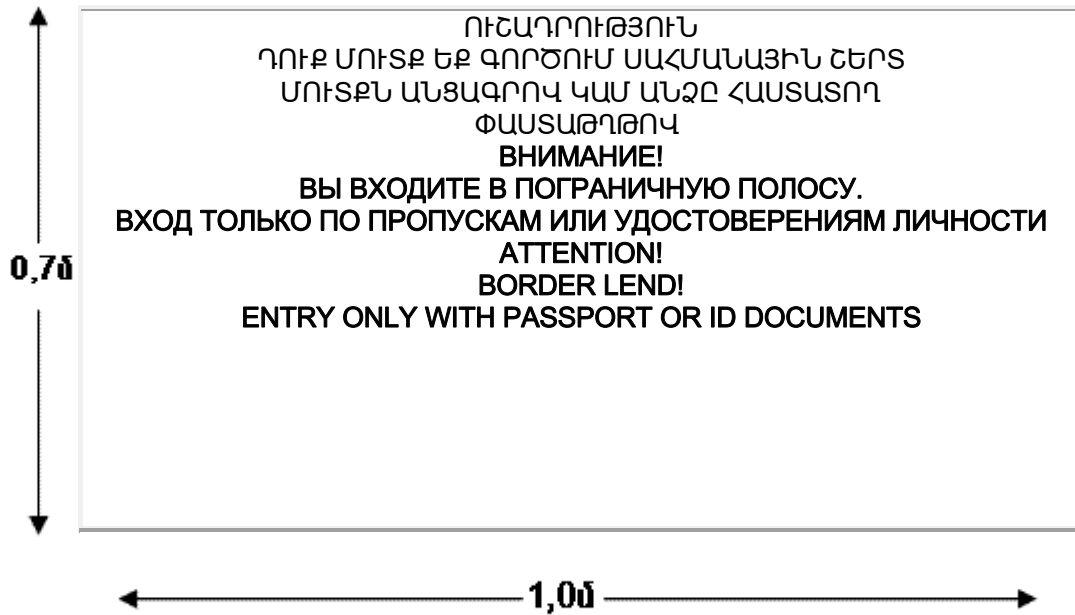 ՈՒՇԱԴՐՈՒԹՅՈՒՆ
ԴՈՒՔ ՄՈՒՏՔ ԵՔ ԳՈՐԾՈՒՄ ՍԱՀՄԱՆԱՅԻՆ ՇԵՐՏ
ՄՈՒՏՔՆ ԱՆՑԱԳՐՈՎ ԿԱՄ ԱՆՁԸ ՀԱՍՏԱՏՈՂ
ՓԱՍՏԱԹՂԹՈՎ
ВНИМАНИЕ!
ВЫ ВХОДИТЕ В ПОГРАНИЧНУЮ ПОЛОСУ.
ВХОД ТОЛЬКО ПО ПРОПУСКАМ ИЛИ УДОСТОВЕРЕНИЯМ ЛИЧНОСТИ
ATTENTION!
BORDER LEND!
ENTRY ONLY WITH PASSPORT OR ID DOCUMENTS
0,7մ
1,0մ